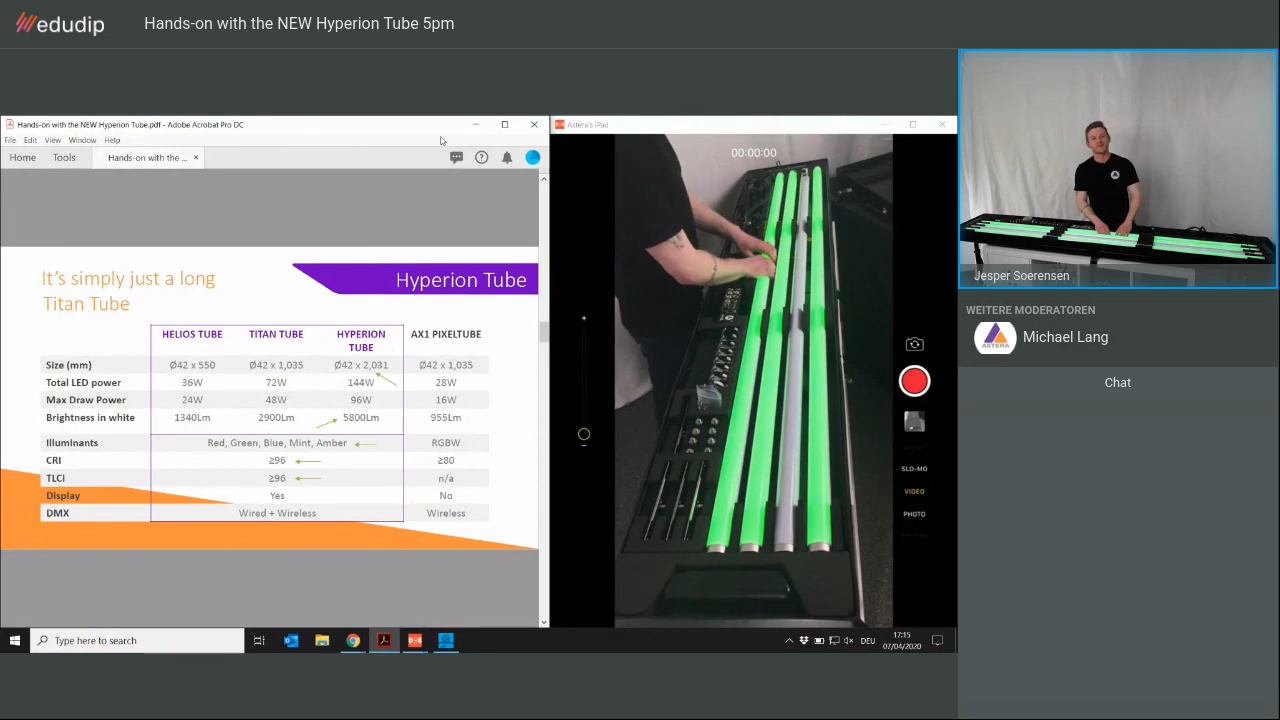 edudip
Hands-on with the NEW Hyperion Tube 5pm
Hands-on with the NEW Hyperion Tube.pdf - Adobe Acrobat Pro DC
File Edit View Window Help
Home Tools Hands-on with the ... ×
It's simply just a long
Titan Tube
Hyperion Tube
HELIOS TUBE TITAN TUBE HYPERION TUBE AX1 PIXELTUBE
Size (mm) Ø42 x 550 Ø42 x 1,035 Ø42 x 2,031 Ø42 x 1,035
Total LED power 36W 72W 144W 28W
Max Draw Power 24W 48W 96W 16W
Brightness in white 1340Lm 2900Lm 5800Lm 955Lm
Illuminants Red, Green, Blue, Mint, Amber RGBW
CRI ≥96 ≥80
TLCI ≥96 n/a
Display Yes No
DMX Wired + Wireless Wireless
Astera's iPad
00:00:00
SLO-MO
VIDEO
PHOTO
Type here to search
DEU
17:15
07/04/2020
Jesper Soerensen
WEITERE MODERATOREN
ASTERA
Michael Lang
Chat